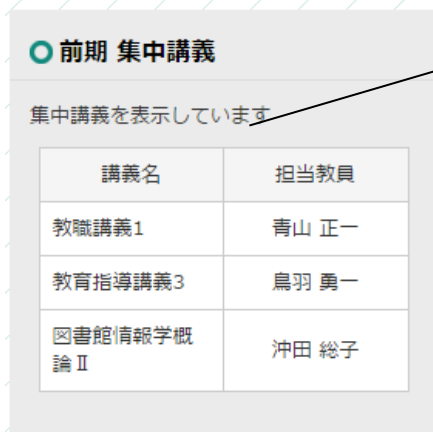 前期 集中講義
集中講義を表示しています
講義名 担当教員
教職講義1 青山 正一
教育指導講義3 鳥羽 勇一
図書館情報学概
論Ⅱ 沖田 総子